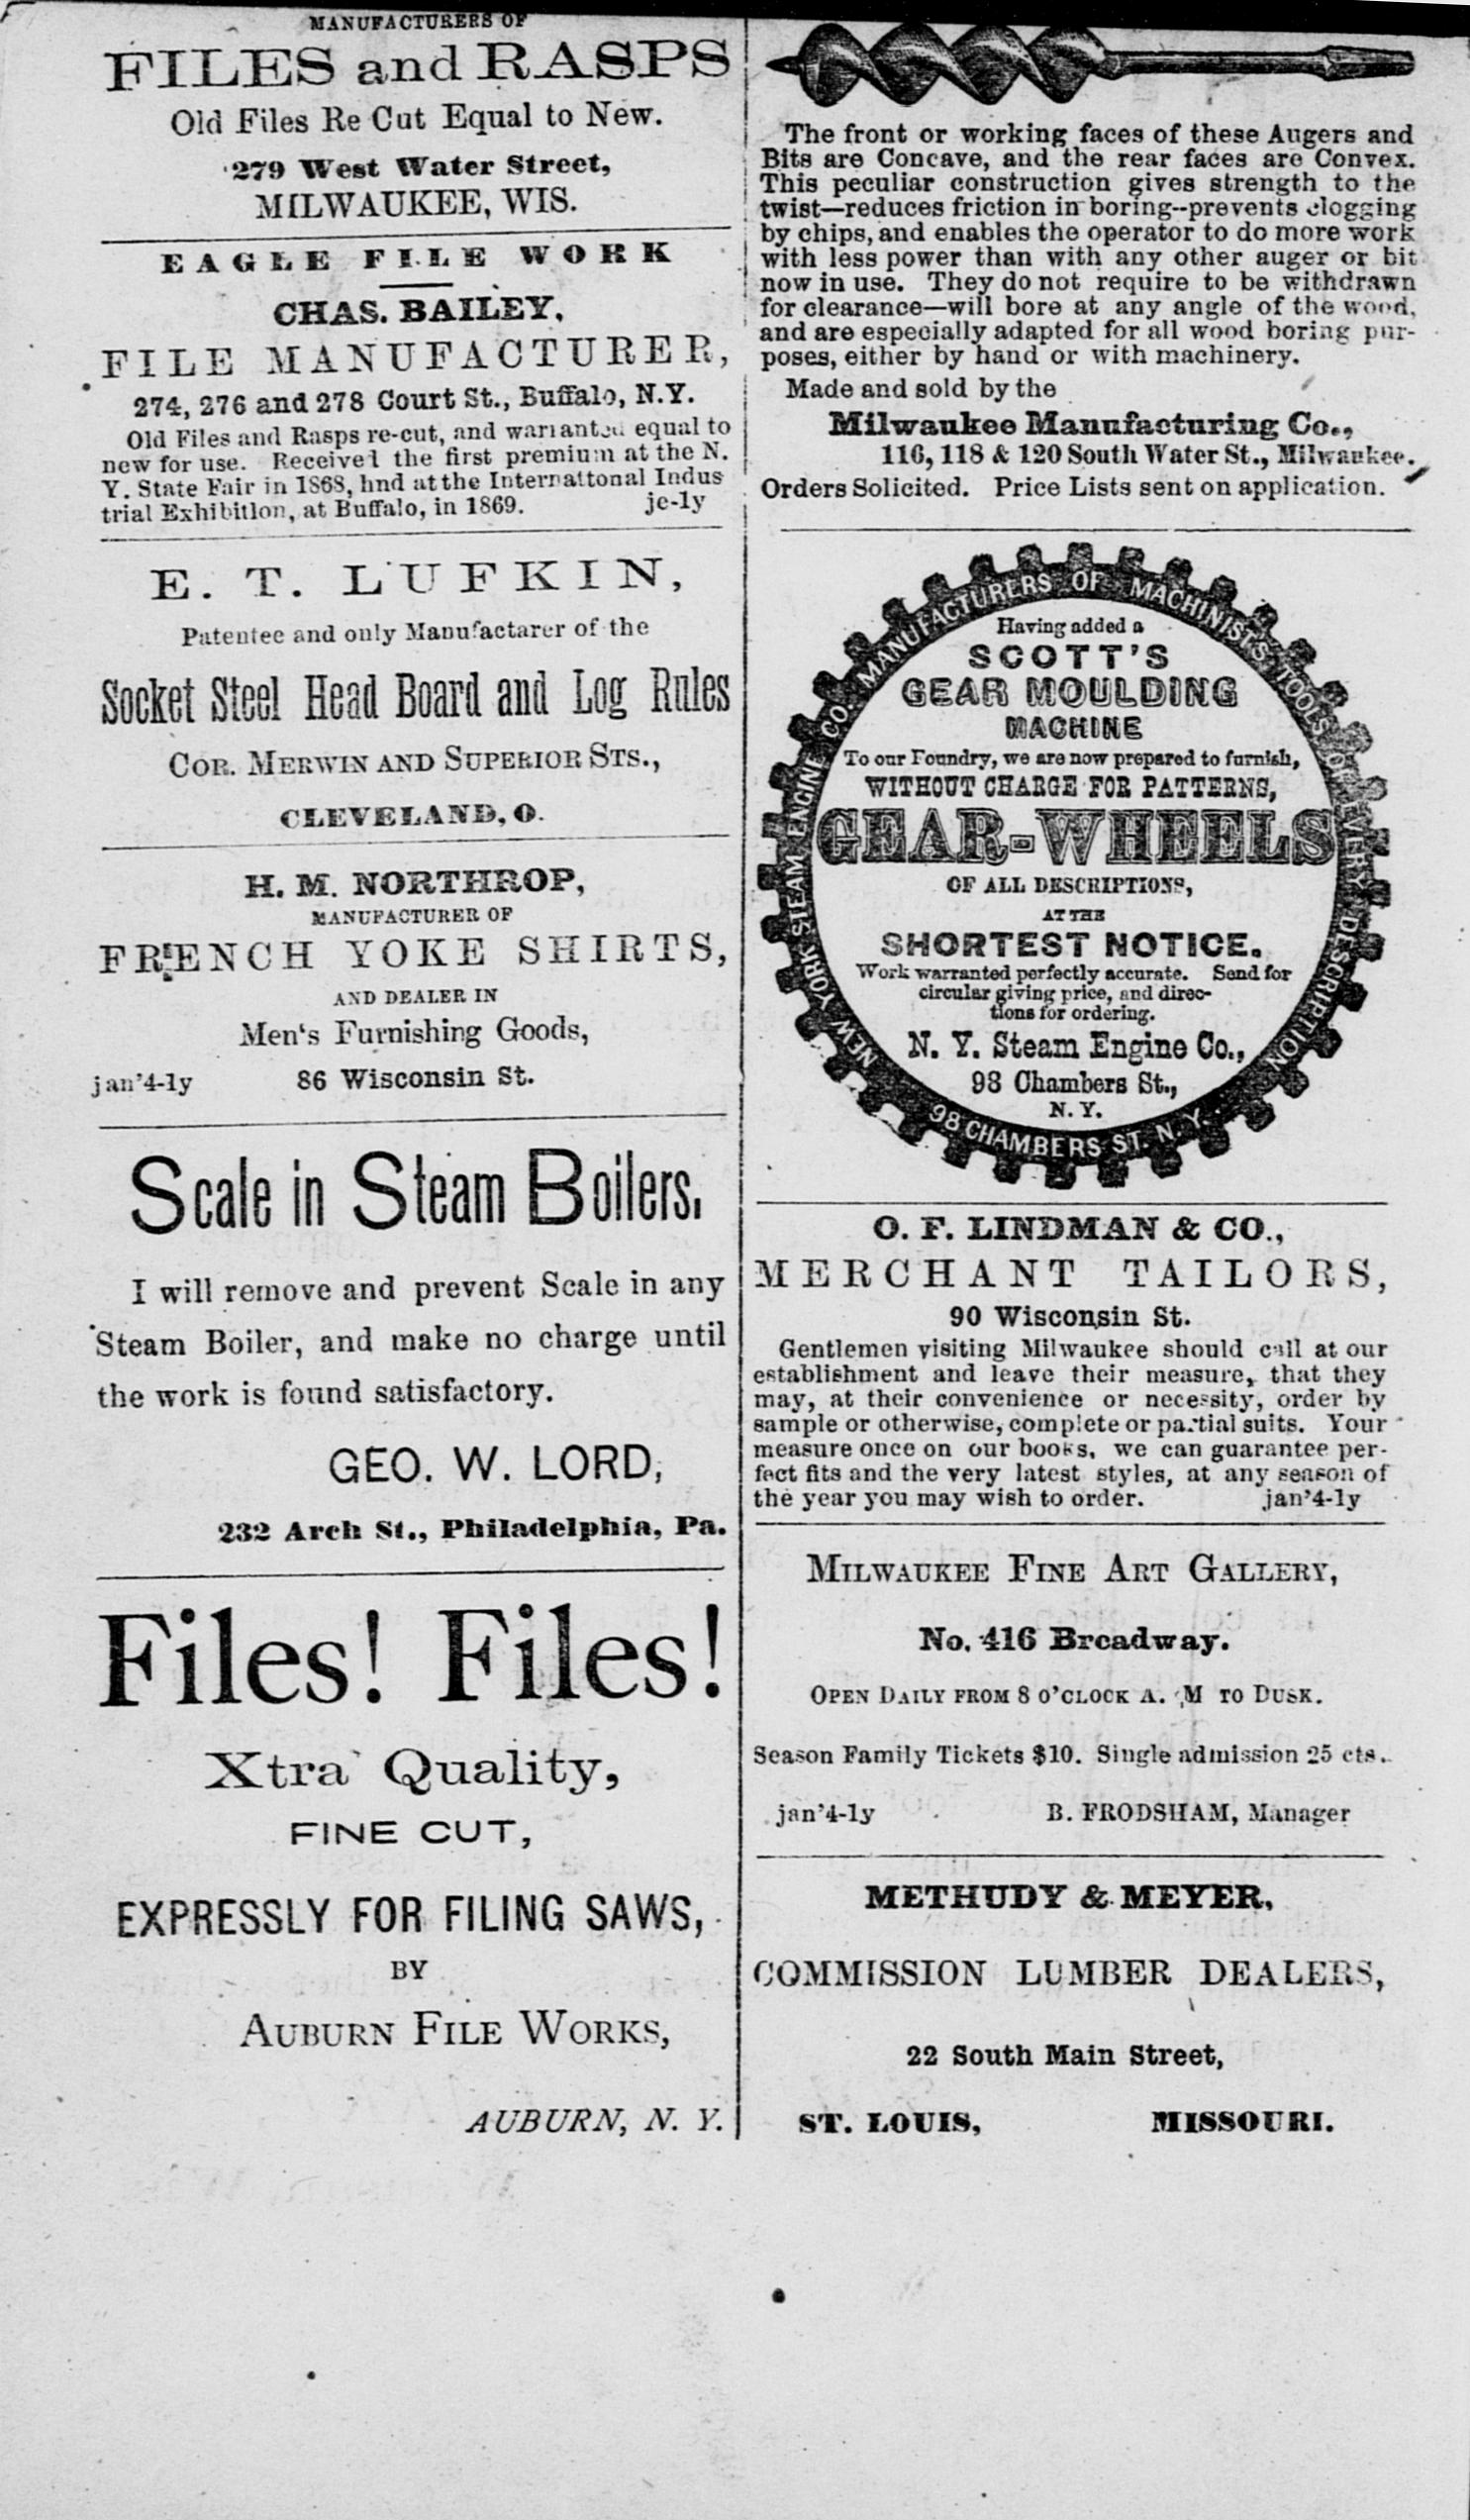 MANUFACTURERS OF
FILES and RASPS
Old Files Re Cut Equal to New.
279 West Water Street,
MILWAUKEE, WIS.
EAGLE FILE WORK
CHAS. BAILEY,
FILE MANUFACTURER,
274, 276 and 278 Court St., Buffalo, N.Y.
Old Files and Rasps re-cut, and warranted equal to
new for use. Received the first premium at the N.
Y. State Fair in 1868, hnd at the Internattonal Indus
trial Exhibition, at Buffalo, in 1869. je-ly
E. T. LUFKIN,
Patentee and only Manufactarer of the
Socket Steel Head Board and Log Rules
COR. MERWIN AND SUPERIOR STS.,
CLEVELAND, O.
H. M. NORTHROP,
MANUFACTURER OF
FRENCH YOKE SHIRTS,
AND DEALER IN
Men's Furnishing Goods,
jan'4-ly 86 Wisconsin St.
Scale in Steam Boilers.
I will remove and prevent Scale in any
Steam Boiler, and make no charge until
the work is found satisfactory.
GEO. W. LORD,
232 Arch St., Philadelphia, Pa.
Files! Files!
Xtra Quality,
FINE CUT,
EXPRESSLY FOR FILING SAWS,
BY
AUBURN FILE WORKS,
AUBURN, N. Y.
The front or working faces of these Augers and
Bits are Concave, and the rear faces are Convex.
This peculiar construction gives strength to the
twist—reduces friction in boring--prevents clogging
by chips, and enables the operator to do more work
with less power than with any other auger or bit
now in use. They do not require to be withdrawn
for clearance—will bore at any angle of the wood,
and are especially adapted for all wood boring pur-
poses, either by hand or with machinery.
Made and sold by the
Milwaukee Manufacturing Co.,
116, 118 & 120 South Water St., Milwaukee.
Orders Solicited. Price Lists sent on application.
NEW YORK STEAM ENGINE CO. MANUFACTURERS OF MACHINISTS TOOLS OF EVERY DESCRIPTION
Having added a
SCOTT'S
GEAR MOULDING
MACHINE
To our Foundry, we are now prepared to furnish,
WITHOUT CHARGE FOR PATTERNS,
GEAR-WHEELS
OF ALL DESCRIPTIONS,
AT THE
SHORTEST NOTICE.
Work warranted perfectly accurate. Send for
circular giving price, and direc-
tions for ordering.
N. Y. Steam Engine Co.,
98 Chambers St.,
N. Y.
98 CHAMBERS ST. N. Y.
O. F. LINDMAN & CO.,
MERCHANT TAILORS,
90 Wisconsin St.
Gentlemen visiting Milwaukee should call at our
establishment and leave their measure, that they
may, at their convenience or necessity, order by
sample or otherwise, complete or partial suits. Your
measure once on our books, we can guarantee per-
fect fits and the very latest styles, at any season of
the year you may wish to order. jan'4-ly
MILWAUKEE FINE ART GALLERY,
No. 416 Broadway.
OPEN DAILY FROM 8 O'CLOCK A. M TO DUSK.
Season Family Tickets $10. Single admission 25 cts.
jan'4-ly B. FRODSHAM, Manager
METHUDY & MEYER,
COMMISSION LUMBER DEALERS,
22 South Main Street,
ST. LOUIS, MISSOURI.